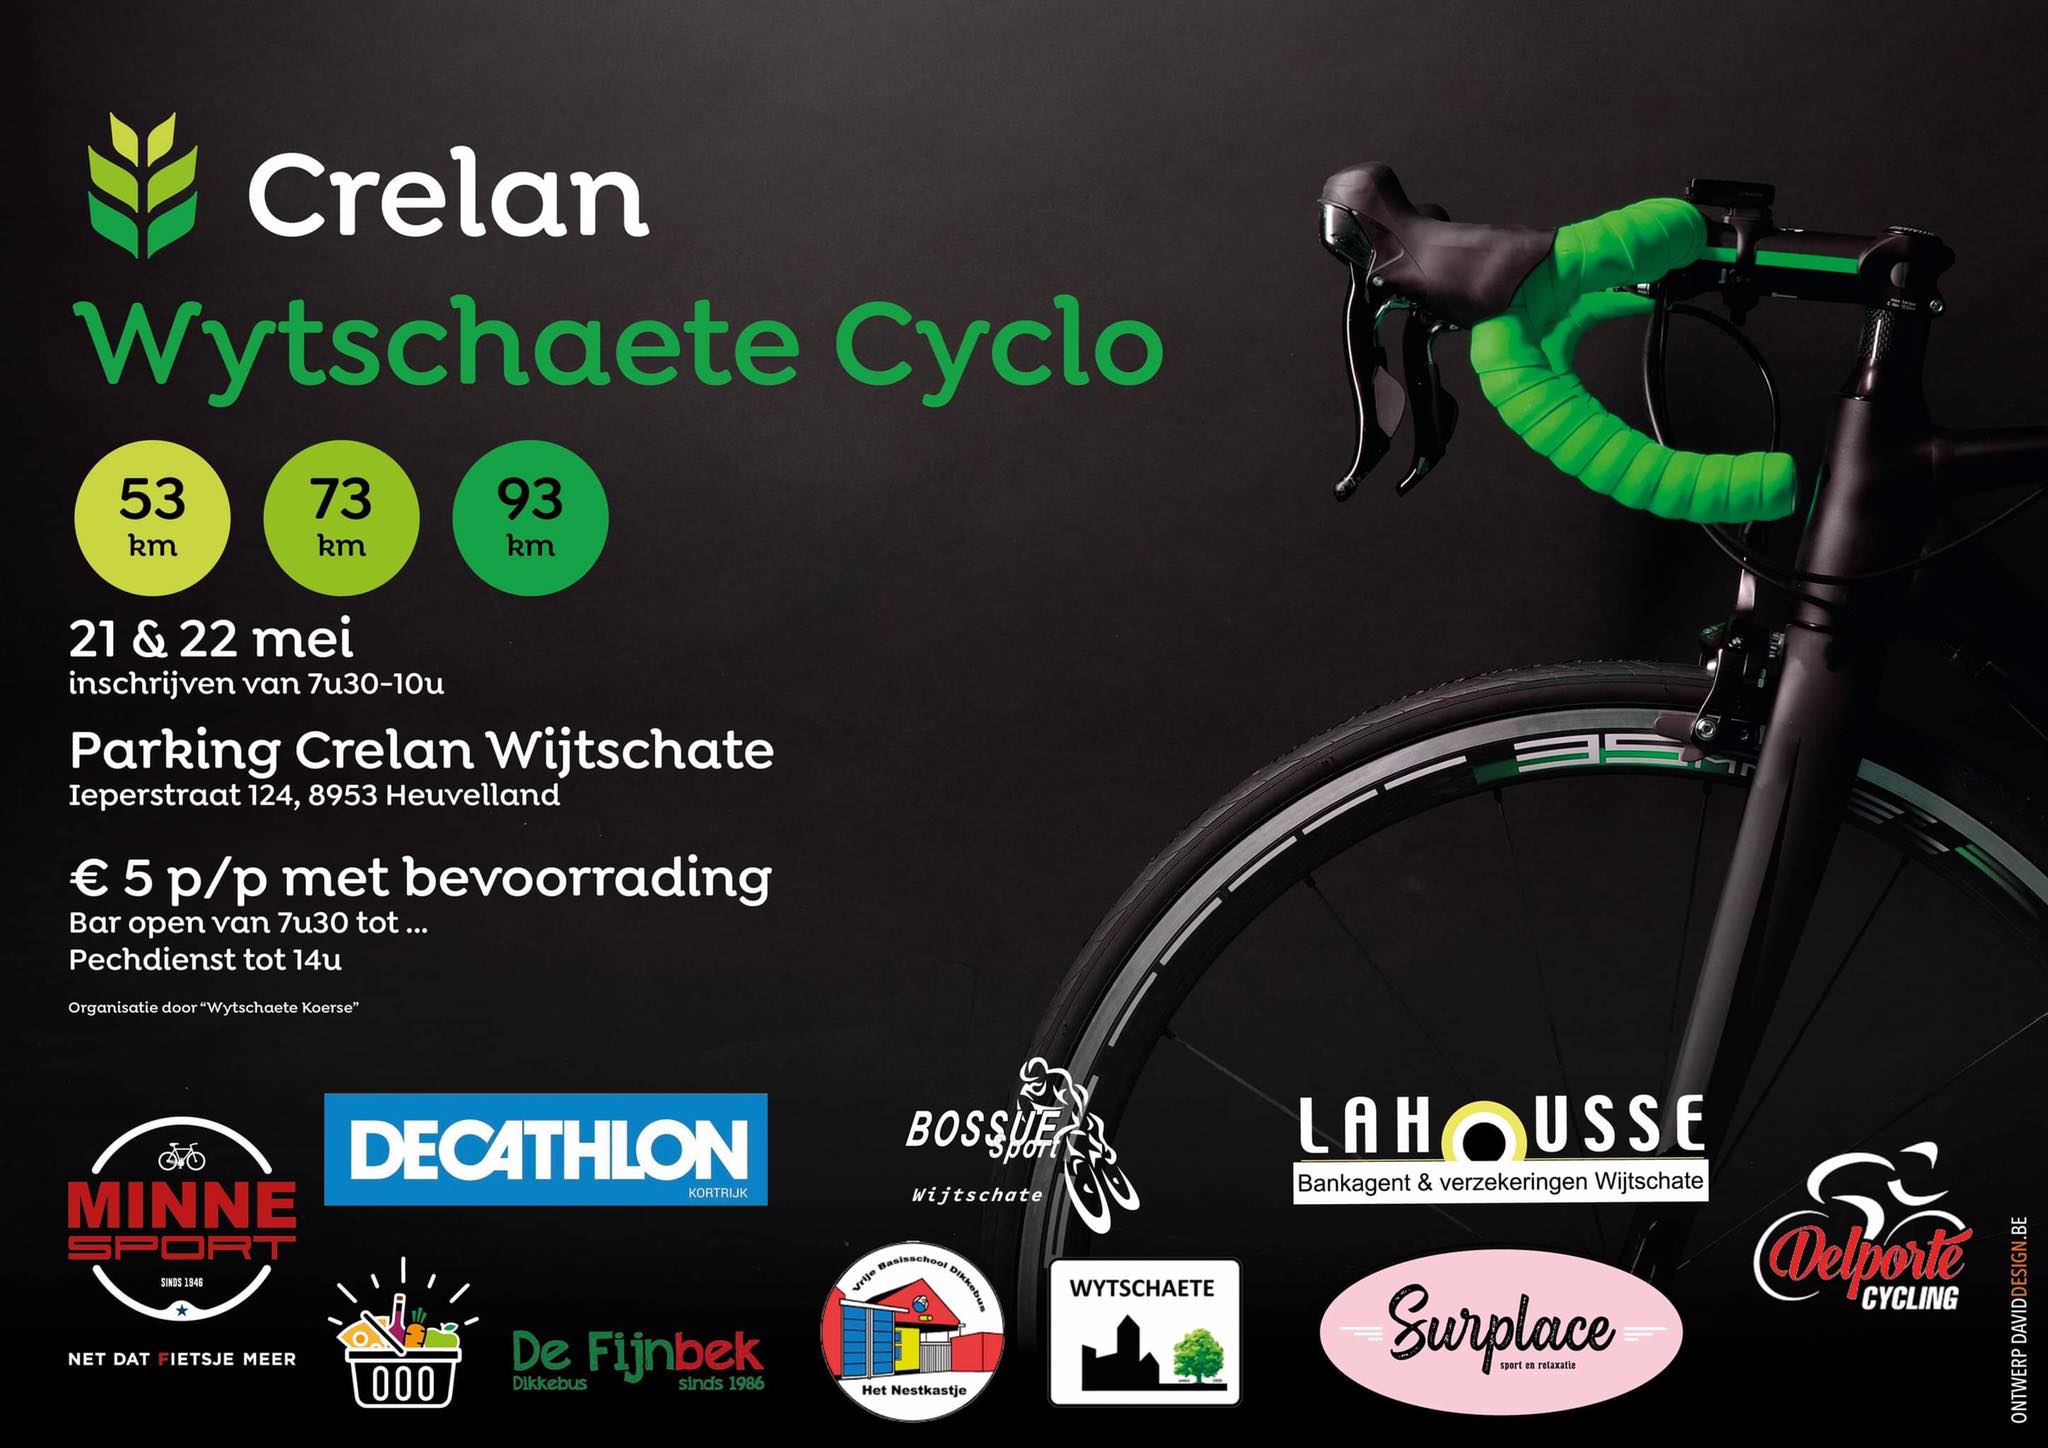 Crelan
Wytschaete Cyclo
53
km
73
km
93
km
21 & 22 mei
inschrijven van 7u30-10u
Parking Crelan Wijtschate
Ieperstraat 124, 8953 Heuvelland
€ 5 p/p met bevoorrading
Bar open van 7u30 tot ...
Pechdienst tot 14u
Organisatie door “Wytschaete Koerse”
35MM
MINNE
SPORT
SINDS 1946
NET DAT FIETSJE MEER
DECATHLON
KORTRIJK
BOSSUE
Sport
Wijtschate
LAHOUSSE
Bankagent & verzekeringen Wijtschate
Delporte
CYCLING
De Fijnbek
Dikkebus sinds 1986
Vrije Basisschool Dikkebus
Het Nestkastje
WYTSCHAETE
Surplace
sport en relaxatie
ONTWERP DAVIDDESIGN.BE